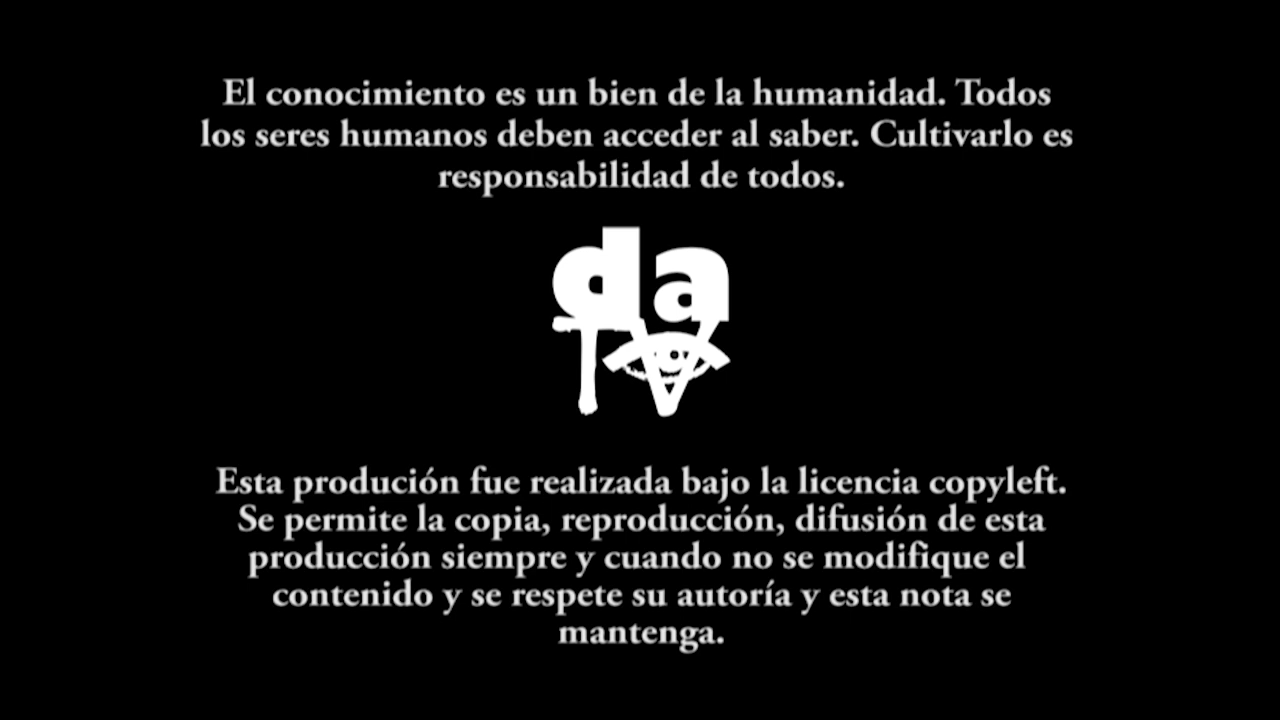 El conocimiento es un bien de la humanidad. Todos
los seres humanos deben acceder al saber. Cultivarlo es
responsabilidad de todos.
da
TV
Esta produción fue realizada bajo la licencia copyleft.
Se permite la copia, reproducción, difusión de esta
producción siempre y cuando no se modifique el
contenido y se respete su autoría y esta nota se
mantenga.